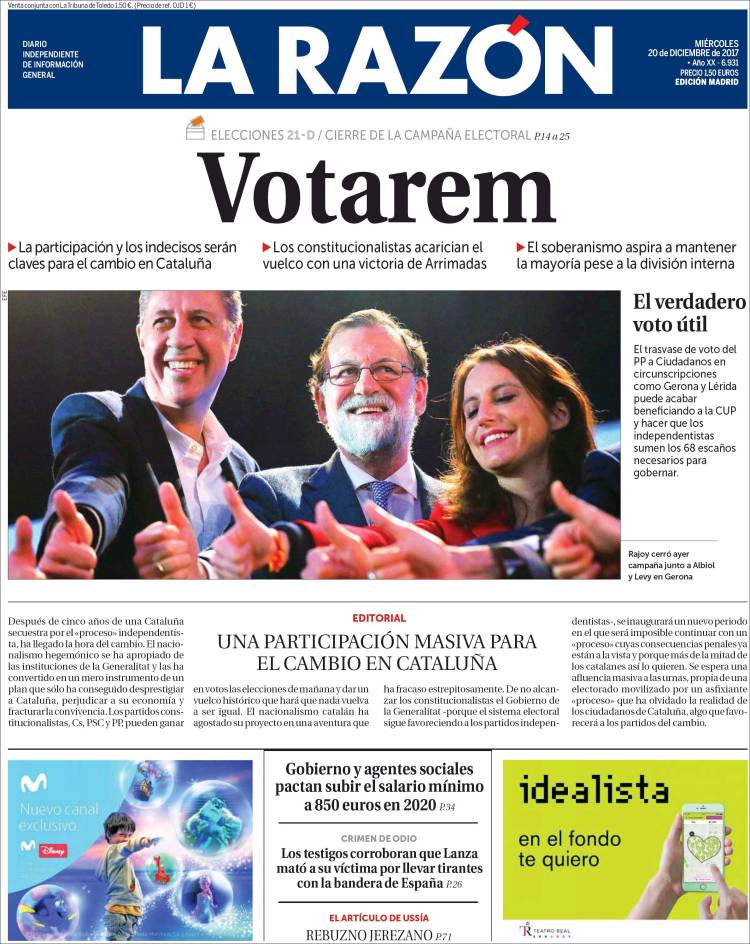 Venta conjunta con La Tribuna de Toledo 1,50 €. (Precio de ref. OJD 1 €)
DIARIO
INDEPENDIENTE
DE INFORMACIÓN
GENERAL
LA RAZÓN
MIÉRCOLES
20 de DICIEMBRE de 2017
• Año XX - 6.931
PRECIO 1,50 EUROS
EDICIÓN MADRID
ELECCIONES 21-D / CIERRE DE LA CAMPAÑA ELECTORAL P.14 a 25
Votarem
La participación y los indecisos serán
claves para el cambio en Cataluña
Los constitucionalistas acarician el
vuelco con una victoria de Arrimadas
El soberanismo aspira a mantener
la mayoría pese a la división interna
EFE
El verdadero
voto útil
El trasvase de voto del
PP a Ciudadanos en
circunscripciones
como Gerona y Lérida
puede acabar
beneficiando a la CUP
y hacer que los
independentistas
sumen los 68 escaños
necesarios para
gobernar.
Rajoy cerró ayer
campaña junto a Albiol
y Levy en Gerona
EDITORIAL
UNA PARTICIPACIÓN MASIVA PARA
EL CAMBIO EN CATALUÑA
Después de cinco años de una Cataluña
secuestra por el «proceso» independentis-
ta, ha llegado la hora del cambio. El nacio-
nalismo hegemónico se ha apropiado de
las instituciones de la Generalitat y las ha
convertido en un mero instrumento de un
plan que sólo ha conseguido desprestigiar
a Cataluña, perjudicar a su economía y
fracturar la convivencia. Los partidos cons-
titucionalistas, Cs, PSC y PP, pueden ganar
en votos las elecciones de mañana y dar un
vuelco histórico que hará que nada vuelva
a ser igual. El nacionalismo catalán ha
agostado su proyecto en una aventura que
ha fracaso estrepitosamente. De no alcan-
zar los constitucionalistas el Gobierno de
la Generalitat -porque el sistema electoral
sigue favoreciendo a los partidos indepen-
dentistas-, se inaugurará un nuevo periodo
en el que será imposible continuar con un
«proceso» cuyas consecuencias penales ya
están a la vista y porque más de la mitad de
los catalanes así lo quieren. Se espera una
afluencia masiva a las urnas, propia de una
electorado movilizado por un asfixiante
«proceso» que ha olvidado la realidad de
los ciudadanos de Cataluña, algo que favo-
recerá a los partidos del cambio.
Nuevo canal
exclusivo.
Disney
Gobierno y agentes sociales
pactan subir el salario mínimo
a 850 euros en 2020 P.34
CRIMEN DE ODIO
Los testigos corroboran que Lanza
mató a su víctima por llevar tirantes
con la bandera de España P.26
EL ARTÍCULO DE USSÍA
REBUZNO JEREZANO P.71
idealista
en el fondo
te quiero
TR TEATRO REAL